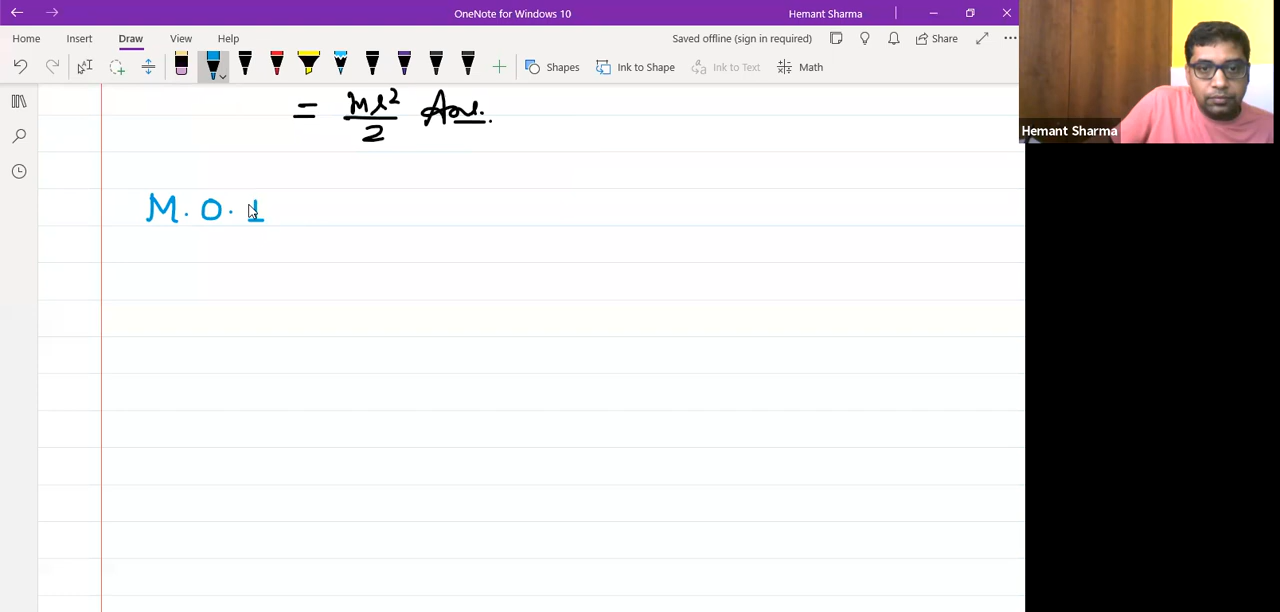 OneNote for Windows 10
Hemant Sharma
Home Insert Draw View Help
Saved offline (sign in required)
Share
Shapes
Ink to Shape
Ink to Text
Math
Hemant Sharma
= Ml²/2 Ans.
M.O.I